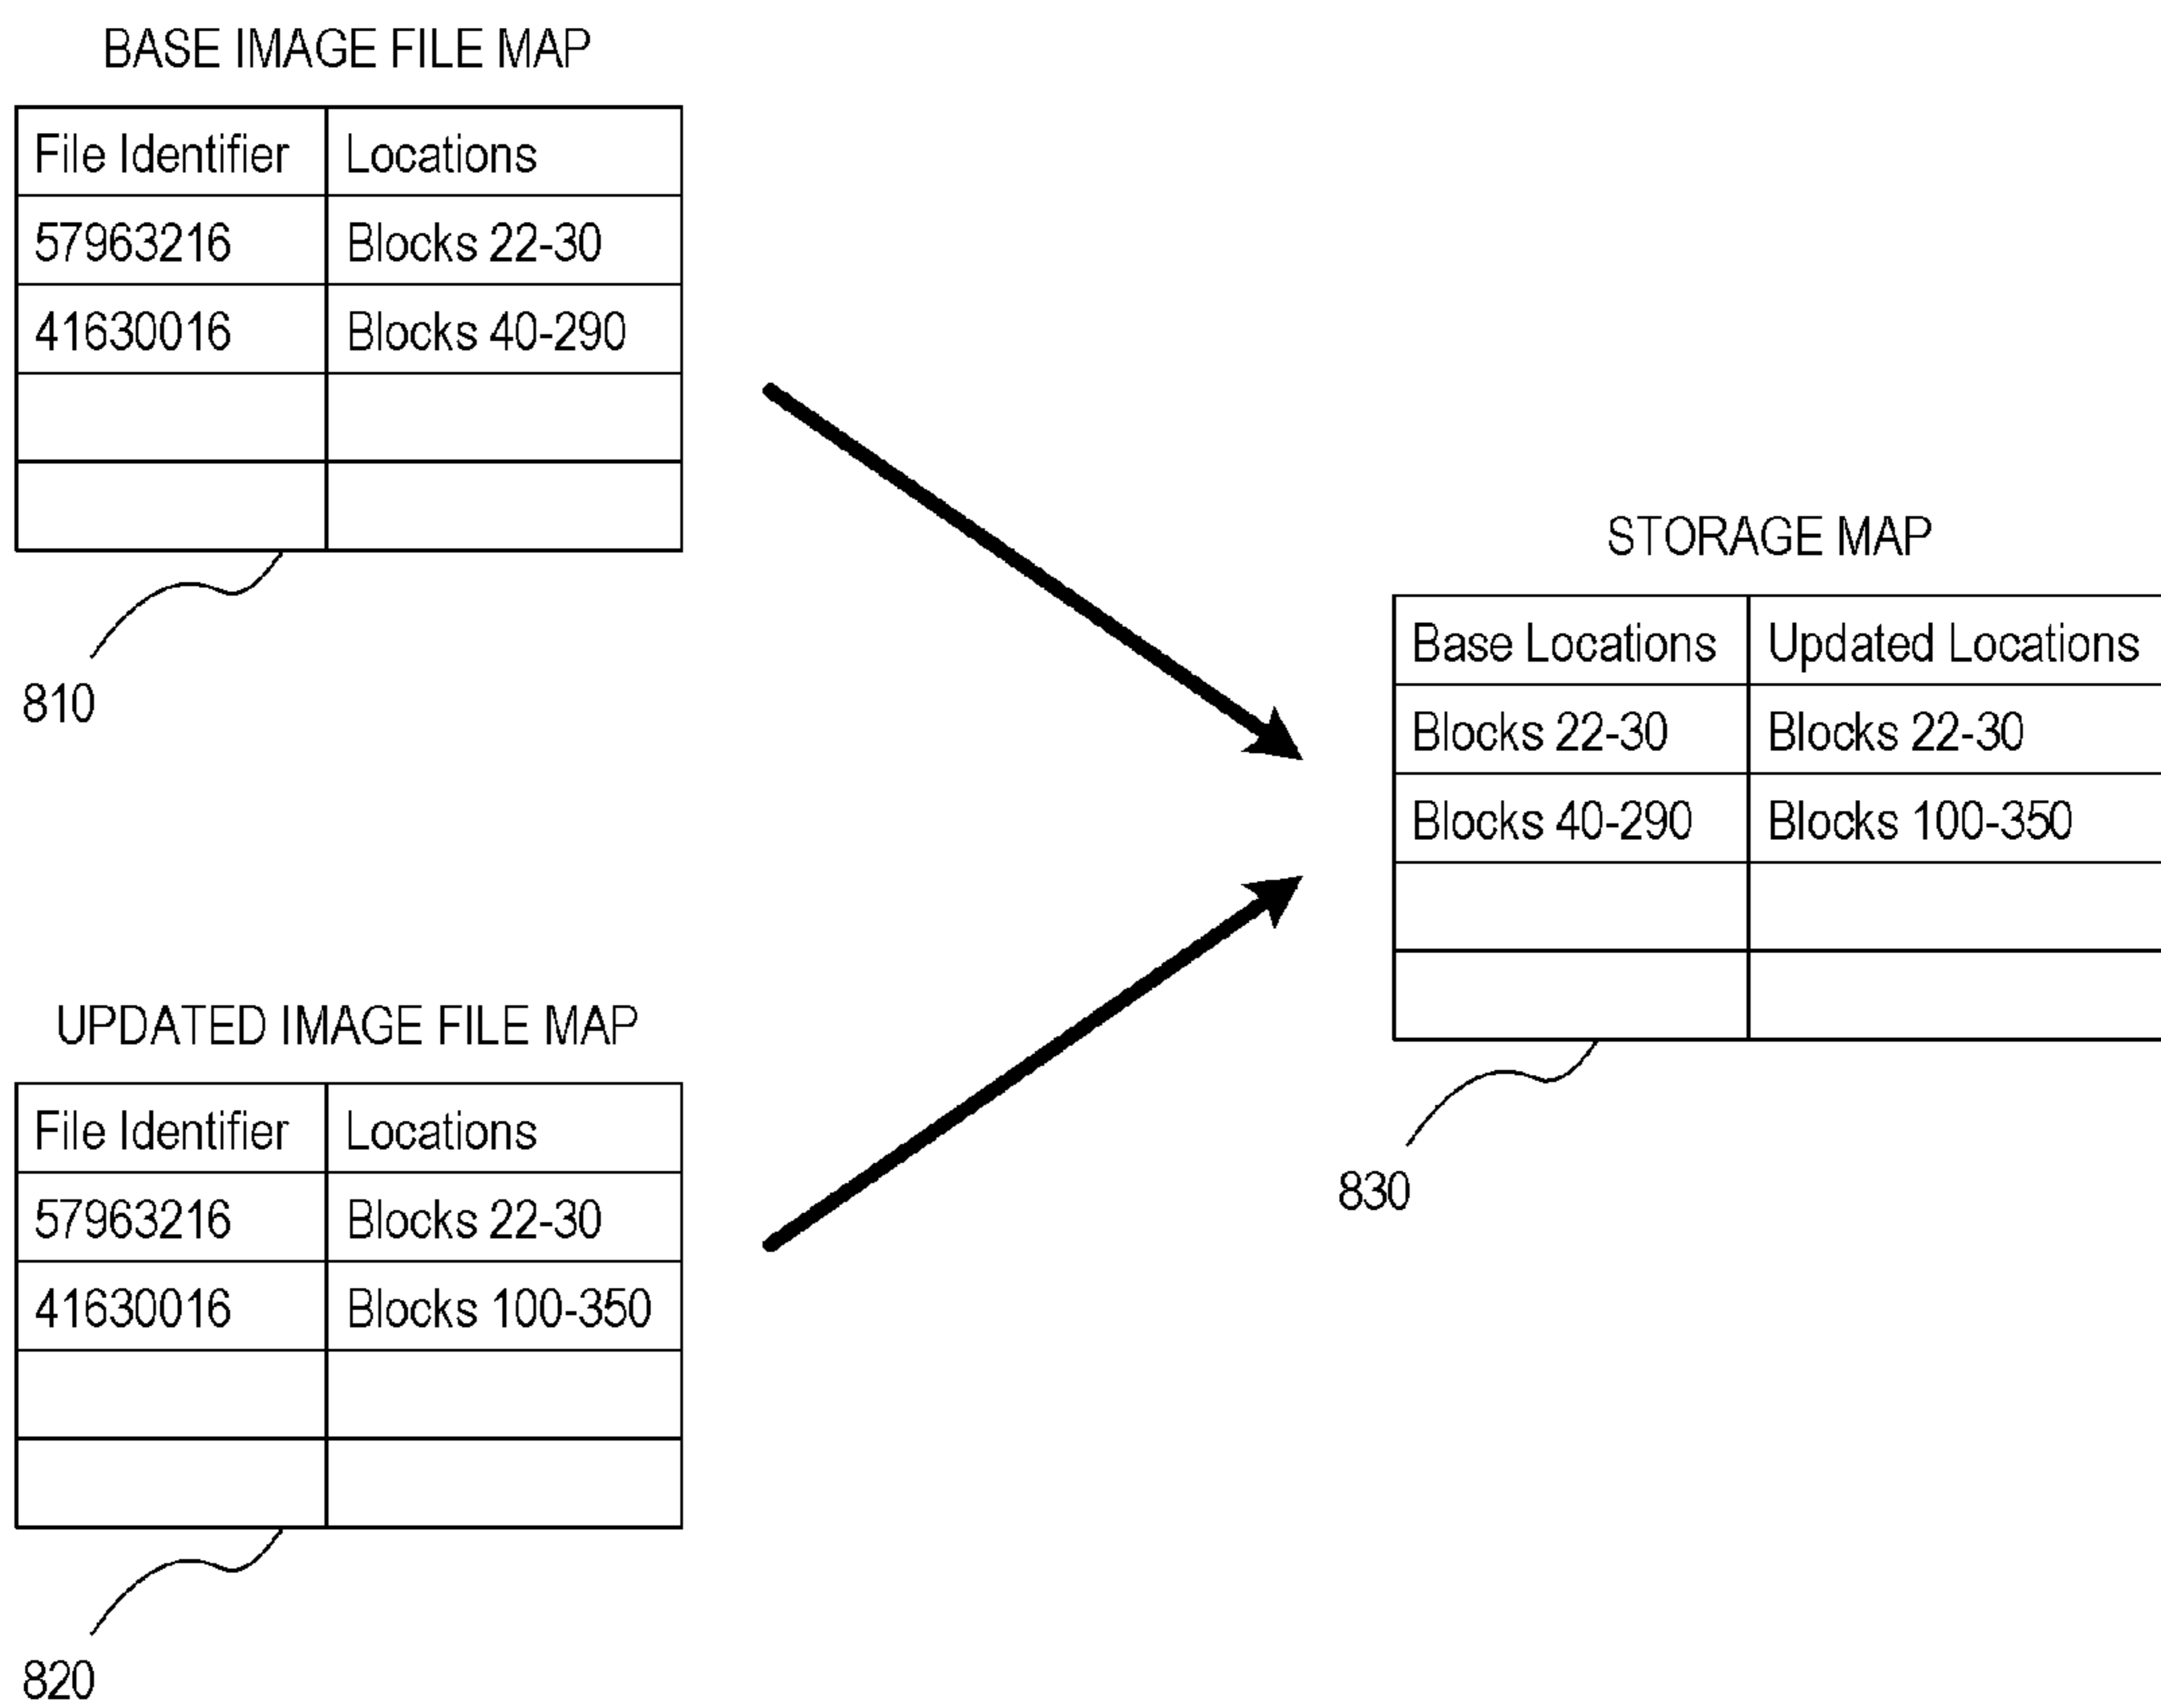 BASE IMAGE FILE MAP
File Identifier Locations
57963216 Blocks 22-30
41630016 Blocks 40-290
810
UPDATED IMAGE FILE MAP
File Identifier Locations
57963216 Blocks 22-30
41630016 Blocks 100-350
820
STORAGE MAP
Base Locations Updated Locations
Blocks 22-30 Blocks 22-30
Blocks 40-290 Blocks 100-350
830